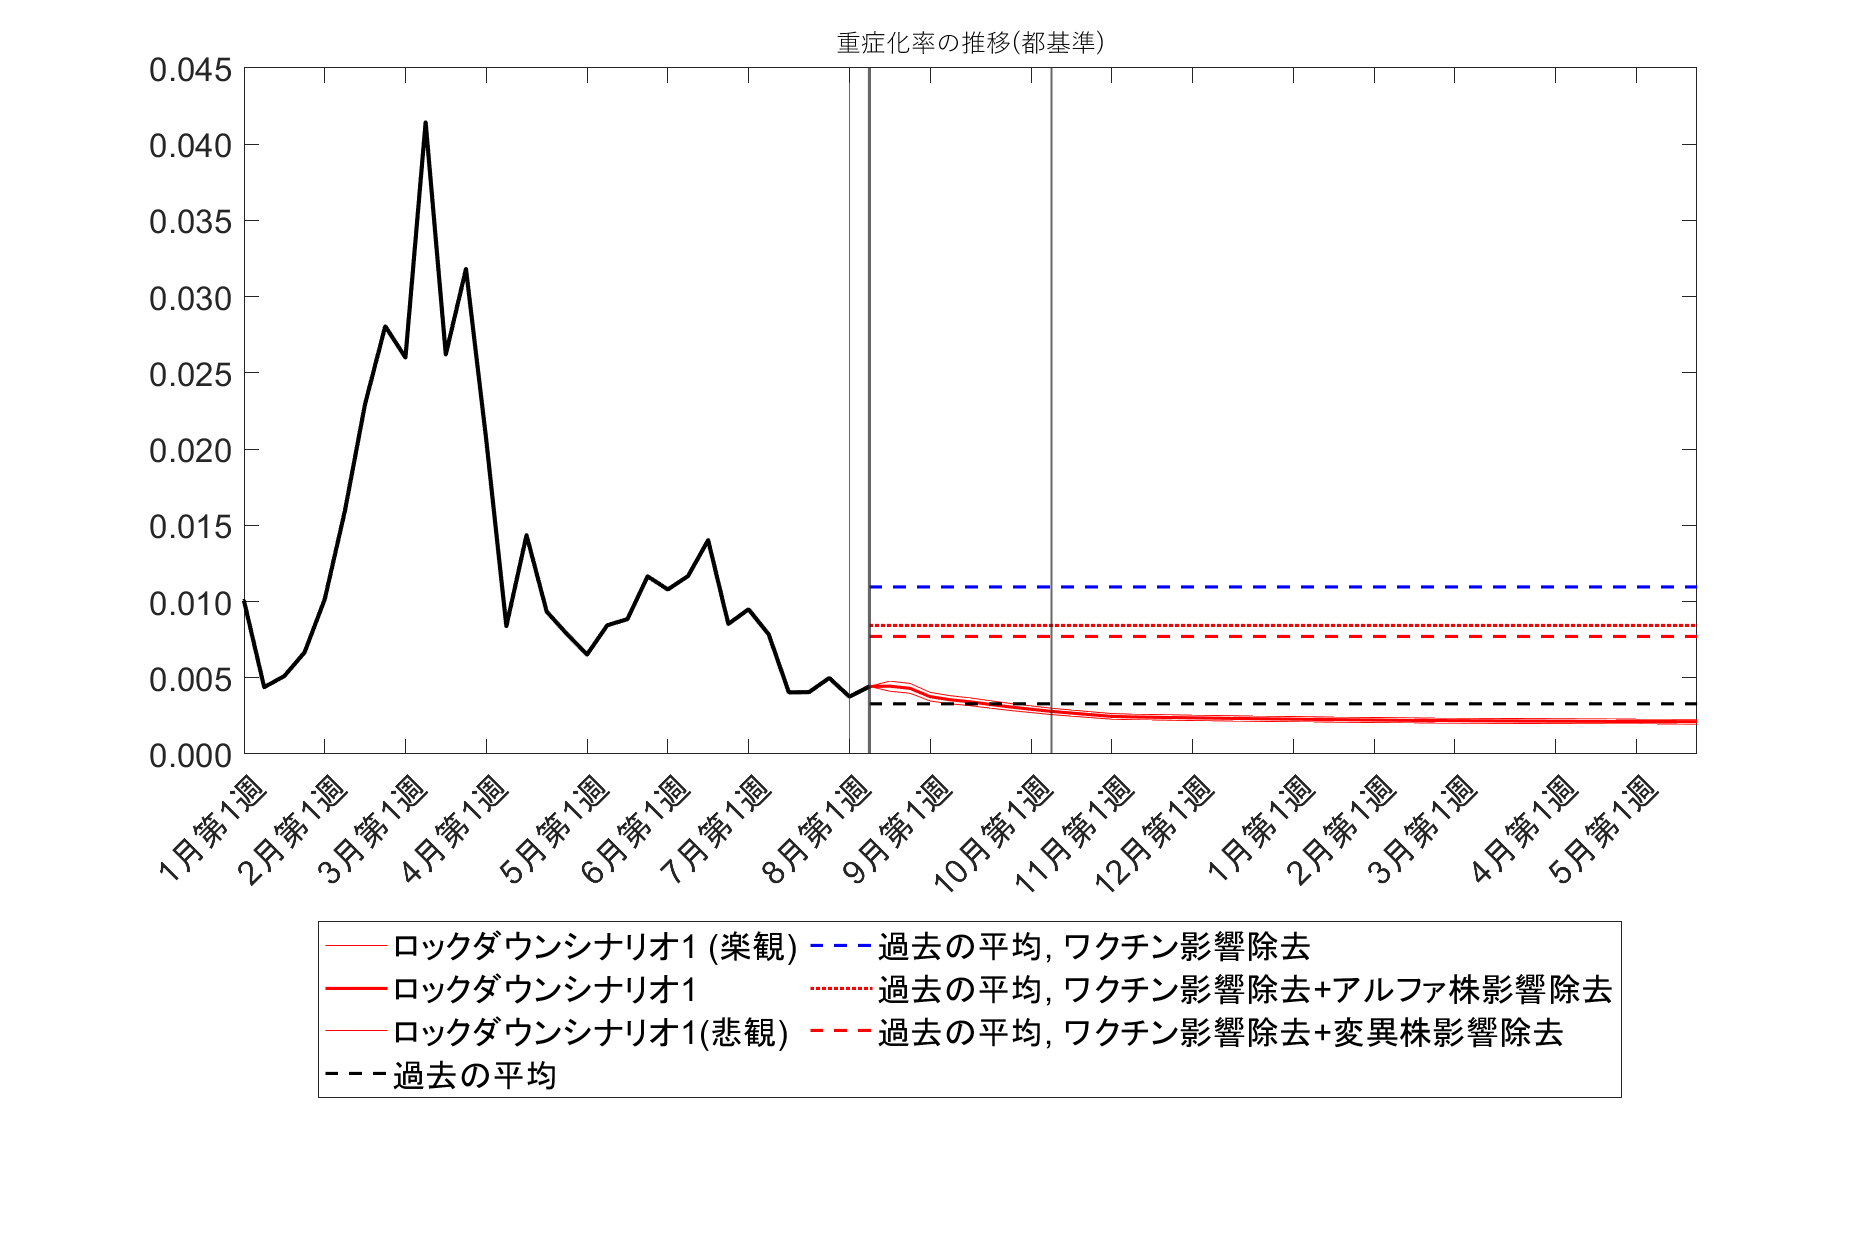 重症化率の推移(都基準)
0.045
0.040
0.035
0.030
0.025
0.020
0.015
0.010
0.005
0.000
1月第1週
2月第1週
3月第1週
4月第1週
5月第1週
6月第1週
7月第1週
8月第1週
9月第1週
10月第1週
11月第1週
12月第1週
1月第1週
2月第1週
3月第1週
4月第1週
5月第1週
ロックダウンシナリオ1 (楽観)
ロックダウンシナリオ1
ロックダウンシナリオ1(悲観)
過去の平均
過去の平均, ワクチン影響除去
過去の平均, ワクチン影響除去+アルファ株影響除去
過去の平均, ワクチン影響除去+変異株影響除去